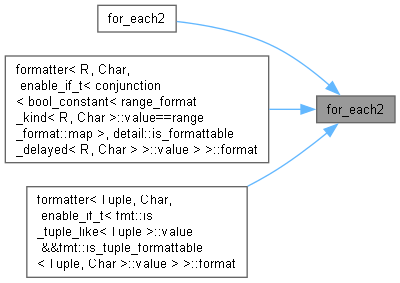 for_each2
formatter< R, Char,
enable_if_t< conjunction
< bool_constant< range_format
_kind< R, Char >::value==range
_format::map >, detail::is_formattable
_delayed< R, Char > >::value > >::format
for_each2
formatter< Tuple, Char,
enable_if_t< fmt::is
_tuple_like< Tuple >::value
&&fmt::is_tuple_formattable
< Tuple, Char >::value > >::format